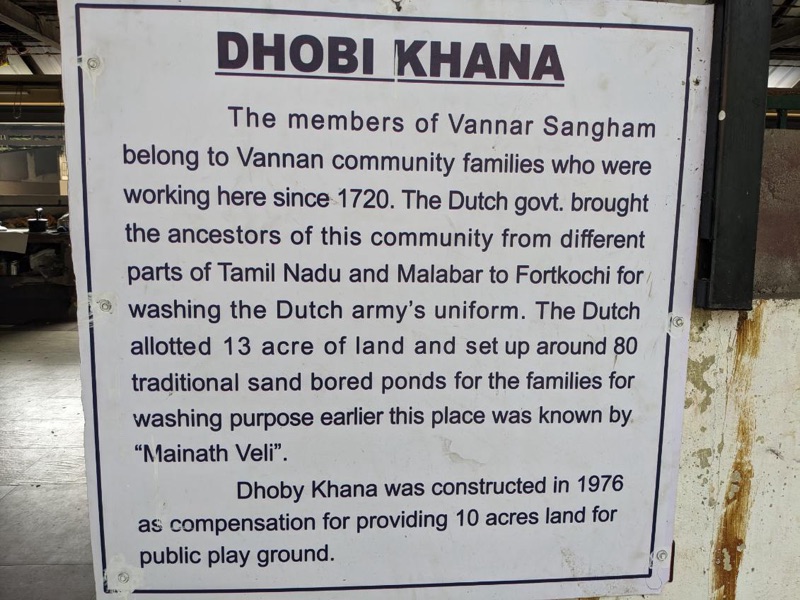 DHOBI KHANA
The members of Vannar Sangham
belong to Vannan community families who were
working here since 1720. The Dutch govt. brought
the ancestors of this community from different
parts of Tamil Nadu and Malabar to Fortkochi for
washing the Dutch army's uniform. The Dutch
allotted 13 acre of land and set up around 80
traditional sand bored ponds for the families for
washing purpose earlier this place was known by
“Mainath Veli”.
Dhoby Khana was constructed in 1976
as compensation for providing 10 acres land for
public play ground.